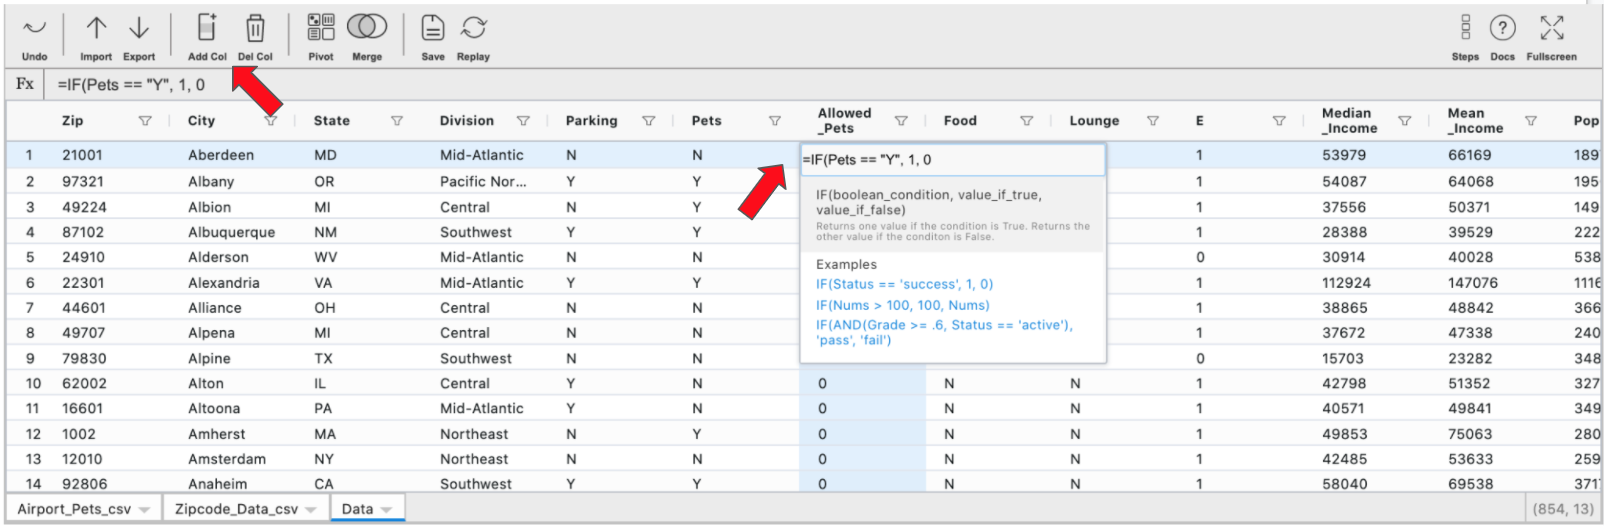 Undo Import Export Add Col Del Col Pivot Merge Save Replay Steps Docs Fullscreen
Fx =IF(Pets == "Y", 1, 0
Zip City State Division Parking Pets Allowed _Pets Food Lounge E Median _Income Mean _Income Pop
1 21001 Aberdeen MD Mid-Atlantic N N =IF(Pets == "Y", 1, 0 1 53979 66169 189
2 97321 Albany OR Pacific Nor... Y Y 1 54087 64068 195
3 49224 Albion MI Central N Y 1 37556 50371 149
4 87102 Albuquerque NM Southwest Y Y 1 28388 39529 222
5 24910 Alderson WV Mid-Atlantic N N 0 30914 40028 538
6 22301 Alexandria VA Mid-Atlantic Y Y 1 112924 147076 1116
7 44601 Alliance OH Central N N 1 38865 48842 366
8 49707 Alpena MI Central N N 1 37672 47338 240
9 79830 Alpine TX Southwest N N 0 15703 23282 348
IF(boolean_condition, value_if_true,
value_if_false)
Returns one value if the condition is True. Returns the
other value if the conditon is False.
Examples
IF(Status == 'success', 1, 0)
IF(Nums > 100, 100, Nums)
IF(AND(Grade >= .6, Status == 'active'),
'pass', 'fail')
10 62002 Alton IL Central Y N 0 N N 1 42798 51352 327
11 16601 Altoona PA Mid-Atlantic Y N 0 N N 1 40571 49841 349
12 1002 Amherst MA Northeast N Y 0 N N 1 49853 75063 280
13 12010 Amsterdam NY Northeast N N 0 N N 1 42485 53633 259
14 92806 Anaheim CA Southwest Y Y 0 N N 1 58040 69538 371
Airport_Pets_csv Zipcode_Data_csv Data (854, 13)